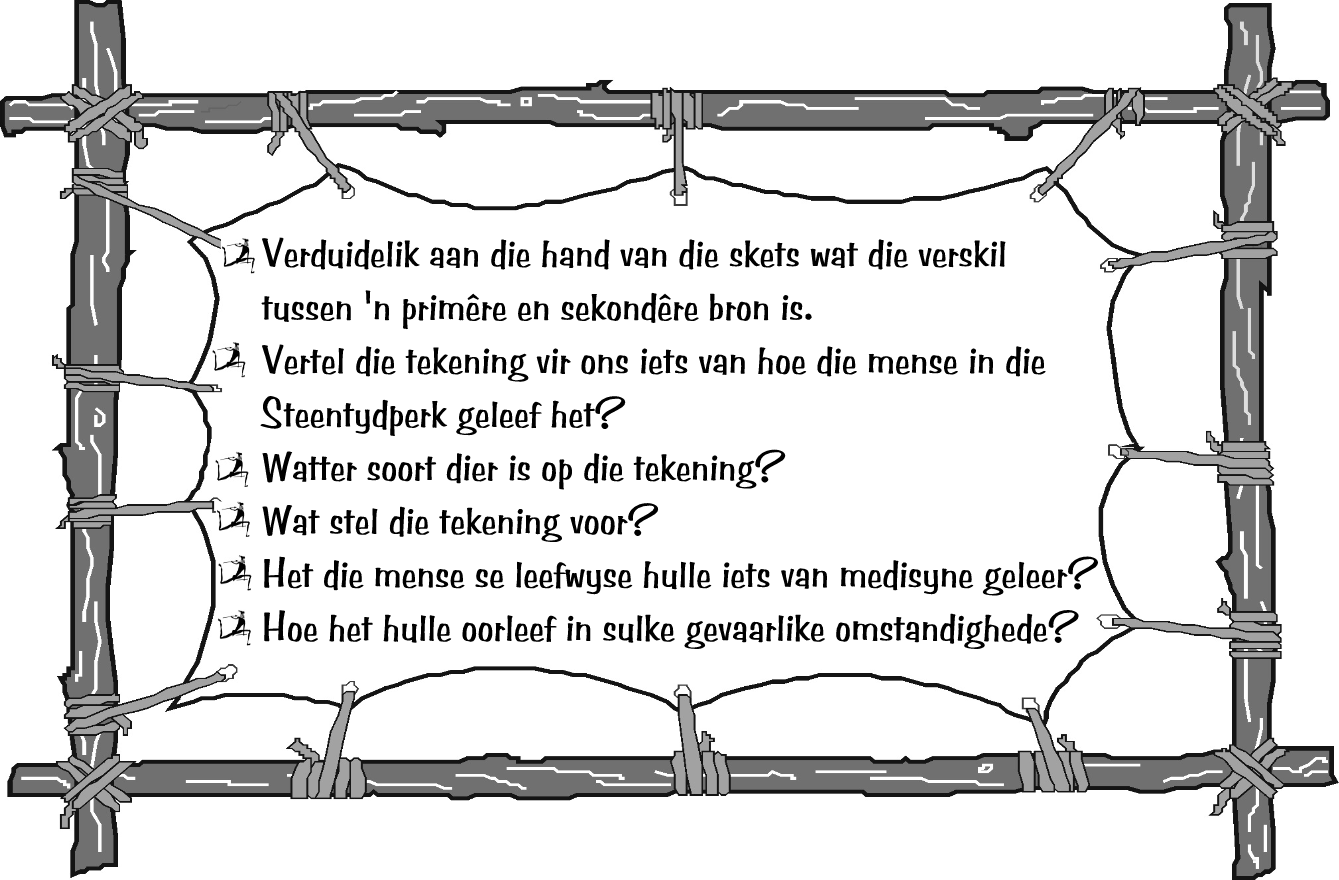 Verduidelik aan die hand van die skets wat die verskil
tussen 'n primêre en sekondêre bron is.
Vertel die tekening vir ons iets van hoe die mense in die
Steentydperk geleef het?
Watter soort dier is op die tekening?
Wat stel die tekening voor?
Het die mense se leefwyse hulle iets van medisyne geleer?
Hoe het hulle oorleef in sulke gevaarlike omstandighede?